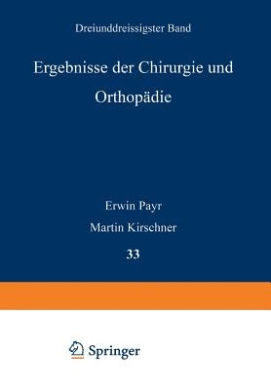 Dreiunddreissigster Band
Ergebnisse der Chirurgie und
Orthopädie
Erwin Payr
Martin Kirschner
33
Springer